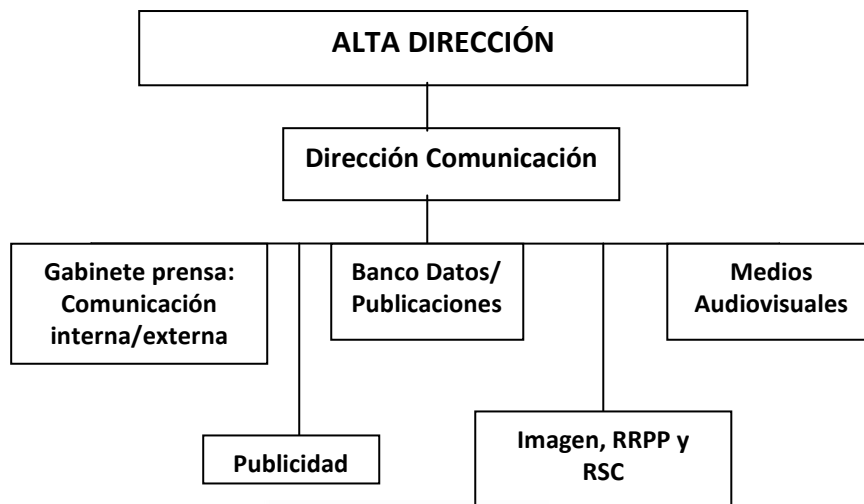 ALTA DIRECCIÓN
Dirección Comunicación
Gabinete prensa:
Comunicación
interna/externa
Banco Datos/
Publicaciones
Medios
Audiovisuales
Publicidad
Imagen, RRPP y
RSC